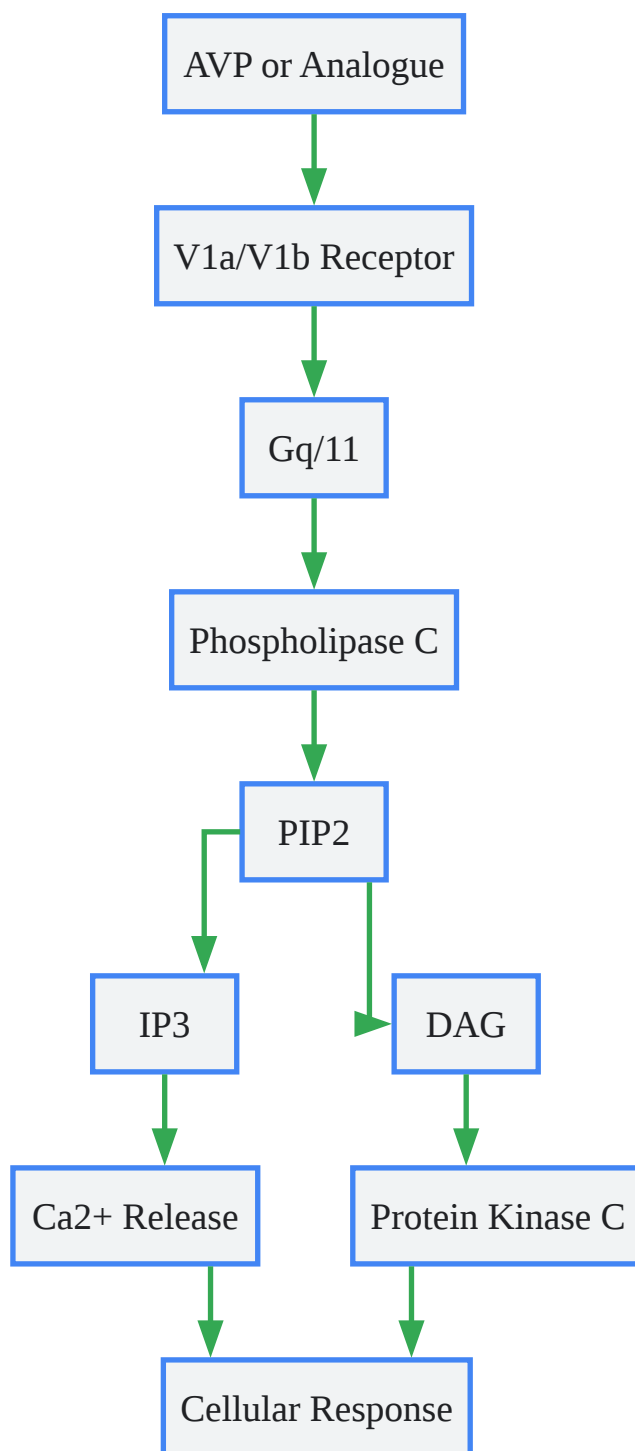 AVP or Analogue
V1a/V1b Receptor
Gq/11
Phospholipase C
PIP2
IP3
DAG
Ca2+ Release
Protein Kinase C
Cellular Response